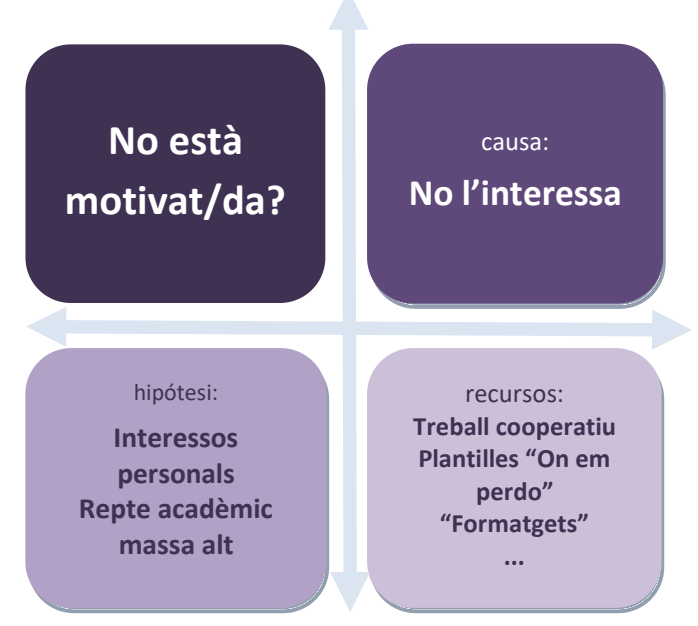 No està
motivat/da?
causa:
No l’interessa
hipótesi:
Interessos
personals
Repte acadèmic
massa alt
recursos:
Treball cooperatiu
Plantilles “On em
perdo”
“Formatgets”
...